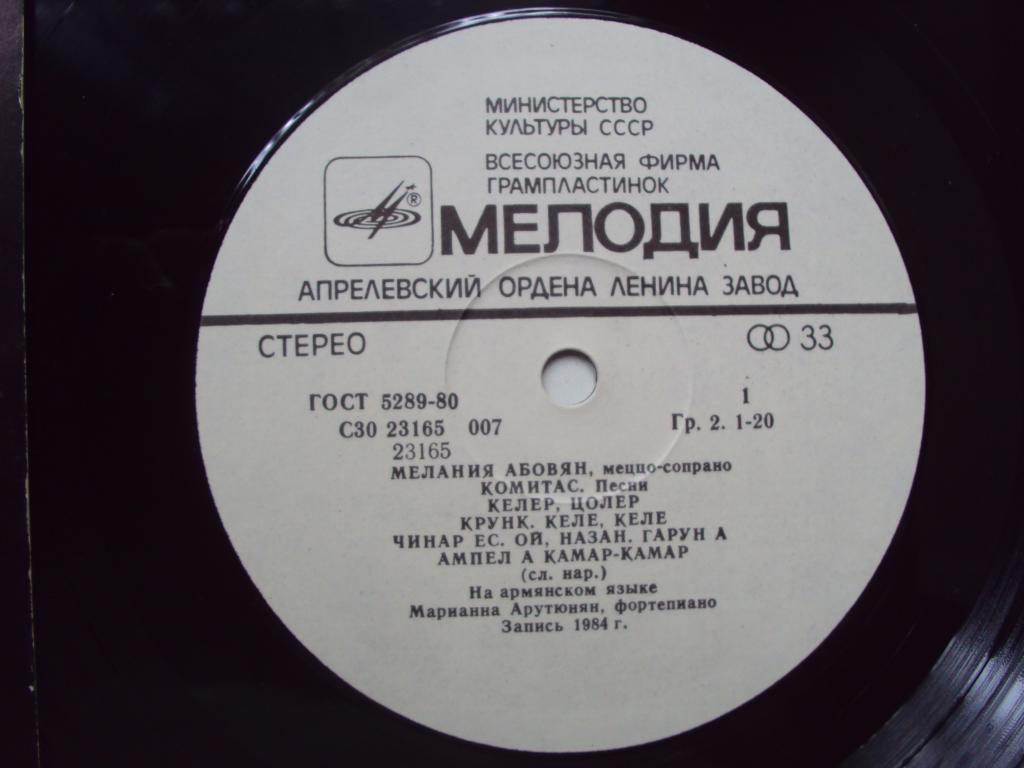 МИНИСТЕРСТВО
КУЛЬТУРЫ СССР
ВСЕСОЮЗНАЯ ФИРМА
ГРАМПЛАСТИНОК
®
МЕЛОДИЯ
АПРЕЛЕВСКИЙ ОРДЕНА ЛЕНИНА ЗАВОД
СТЕРЕО
33
ГОСТ 5289-80
1
С30 23165 007
Гр. 2. 1-20
23165
МЕЛАНИЯ АБОВЯН, меццо-сопрано
КОМИТАС. Песни
КЕЛЕР, ЦОЛЕР
КРУНК. КЕЛЕ, КЕЛЕ
ЧИНАР ЕС. ОЙ, НАЗАН. ГАРУН А
АМПЕЛ А КАМАР-КАМАР
(сл. нар.)
На армянском языке
Марианна Арутюнян, фортепиано
Запись 1984 г.